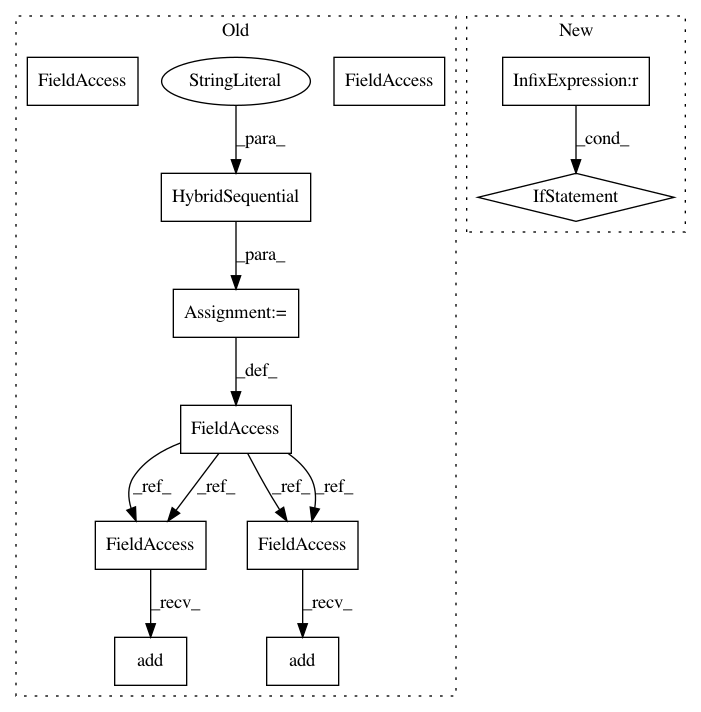 Old
New
FieldAccess
StringLiteral
FieldAccess
InfixExpression:r
_para_
_cond_
HybridSequential
IfStatement
_para_
Assignment:=
_def_
FieldAccess
_ref_
_ref_
_ref_
_ref_
FieldAccess
FieldAccess
_recv_
_recv_
add
add